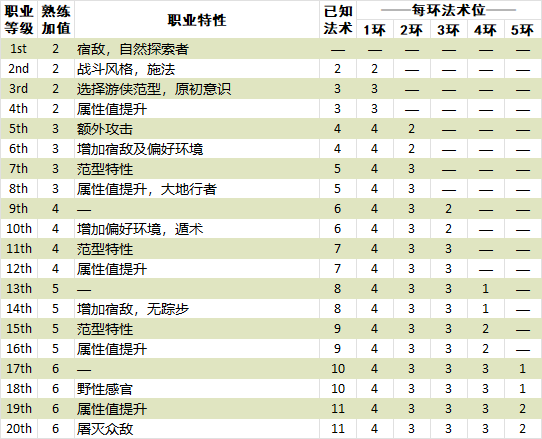 职业等级 熟练加值 职业特性 已知法术 ——每环法术位——
1环 2环 3环 4环 5环
1st 2 宿敌，自然探索者 — — — — — —
2nd 2 战斗风格，施法 2 2 — — — —
3rd 2 选择游侠范型，原初意识 3 3 — — — —
4th 2 属性值提升 3 3 — — — —
5th 3 额外攻击 4 4 2 — — —
6th 3 增加宿敌及偏好环境 4 4 2 — — —
7th 3 范型特性 5 4 3 — — —
8th 3 属性值提升，大地行者 5 4 3 — — —
9th 4 — 6 4 3 2 — —
10th 4 增加偏好环境，遁术 6 4 3 2 — —
11th 4 范型特性 7 4 3 3 — —
12th 4 属性值提升 7 4 3 3 — —
13th 5 — 8 4 3 3 1 —
14th 5 增加宿敌，无踪步 8 4 3 3 1 —
15th 5 范型特性 9 4 3 3 2 —
16th 5 属性值提升 9 4 3 3 2 —
17th 6 — 10 4 3 3 3 1
18th 6 野性感官 10 4 3 3 3 1
19th 6 属性值提升 11 4 3 3 3 2
20th 6 屠灭众敌 11 4 3 3 3 2